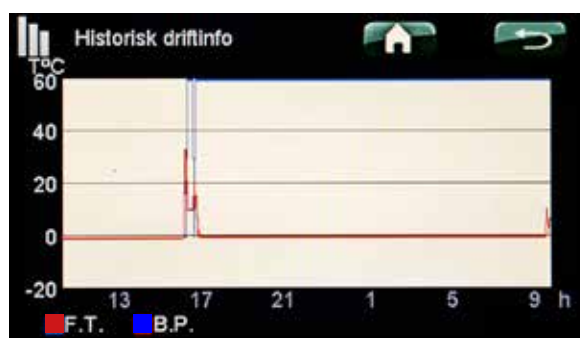 Historisk driftinfo
T°C
60
40
20
0
-20
13 17 21 1 5 9 h
F.T. B.P.